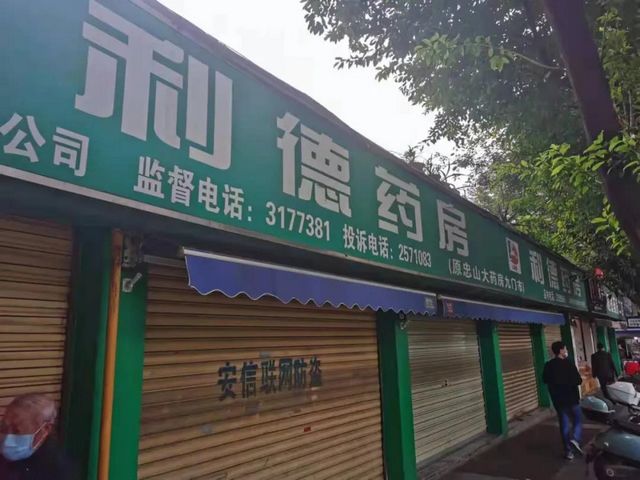 利德药房
公司
监督电话：3177381
投诉电话：2571083
（原忠山大药房九门市）
利德药房
安信联网防盗